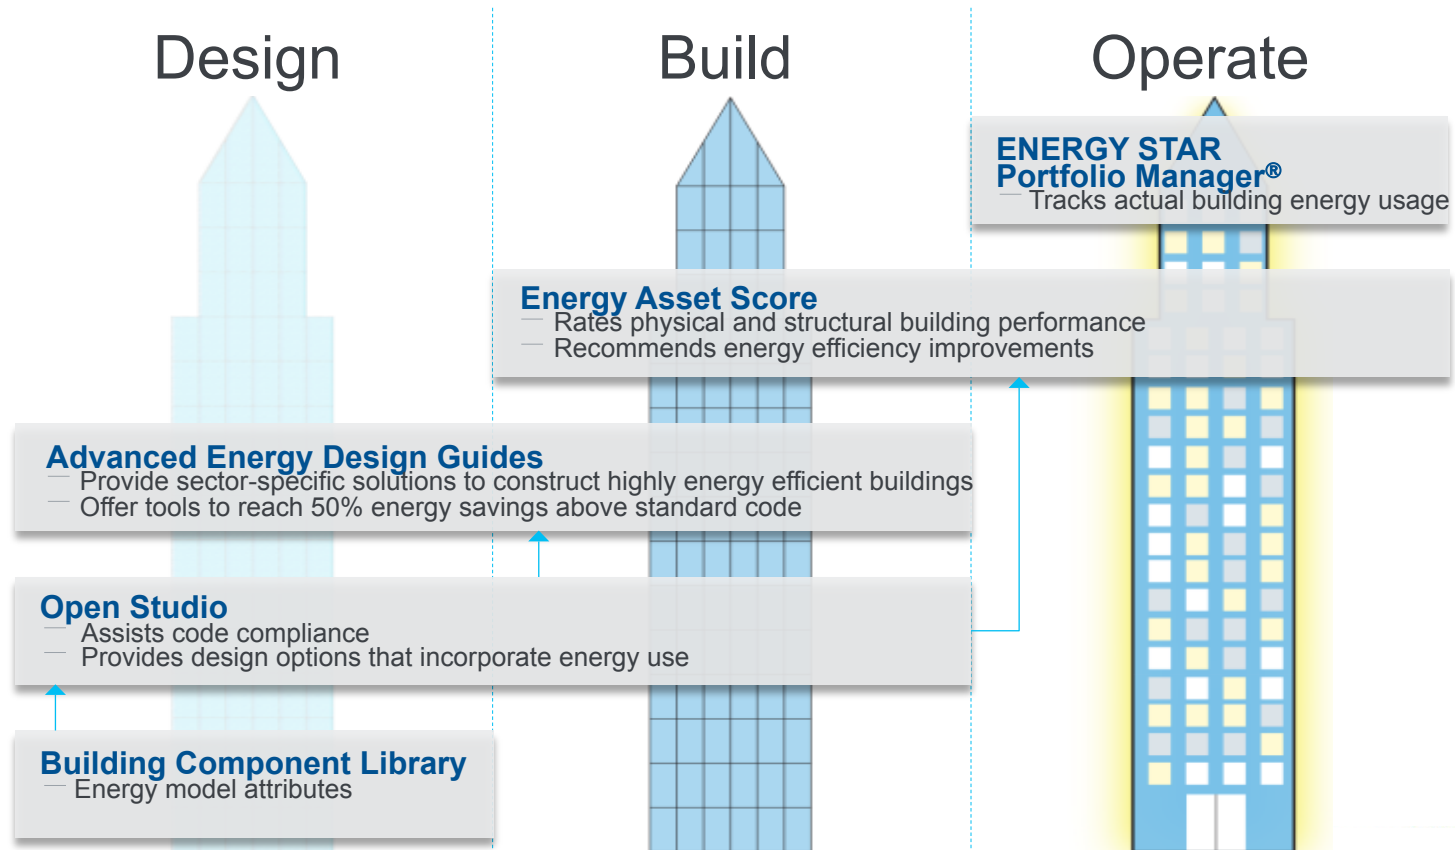 Design
Build
Operate
ENERGY STAR
Portfolio Manager®
— Tracks actual building energy usage
Energy Asset Score
— Rates physical and structural building performance
— Recommends energy efficiency improvements
Advanced Energy Design Guides
— Provide sector-specific solutions to construct highly energy efficient buildings
— Offer tools to reach 50% energy savings above standard code
Open Studio
— Assists code compliance
— Provides design options that incorporate energy use
Building Component Library
— Energy model attributes